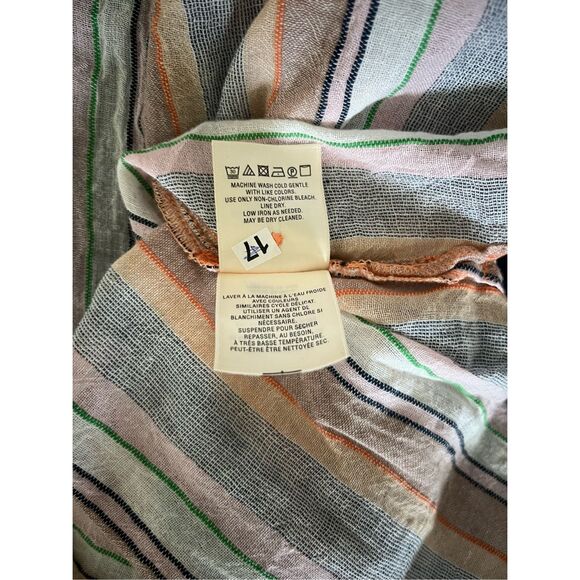 MACHINE WASH COLD GENTLE
WITH LIKE COLORS.
USE ONLY NON-CHLORINE BLEACH.
LINE DRY.
LOW IRON AS NEEDED.
MAY BE DRY CLEANED.
17
LAVER À LA MACHINE À L'EAU FROIDE
AVEC COULEURS
SIMILAIRES CYCLE DÉLICAT.
UTILISER UN AGENT DE
BLANCHIMENT SANS CHLORE SI
NÉCESSAIRE.
SUSPENDRE POUR SECHER
REPASSER, AU BESOIN.
À TRÈS BASSE TEMPÉRATURE.
PEUT-ÊTRE ÊTRE NETTOYÉE SEC.